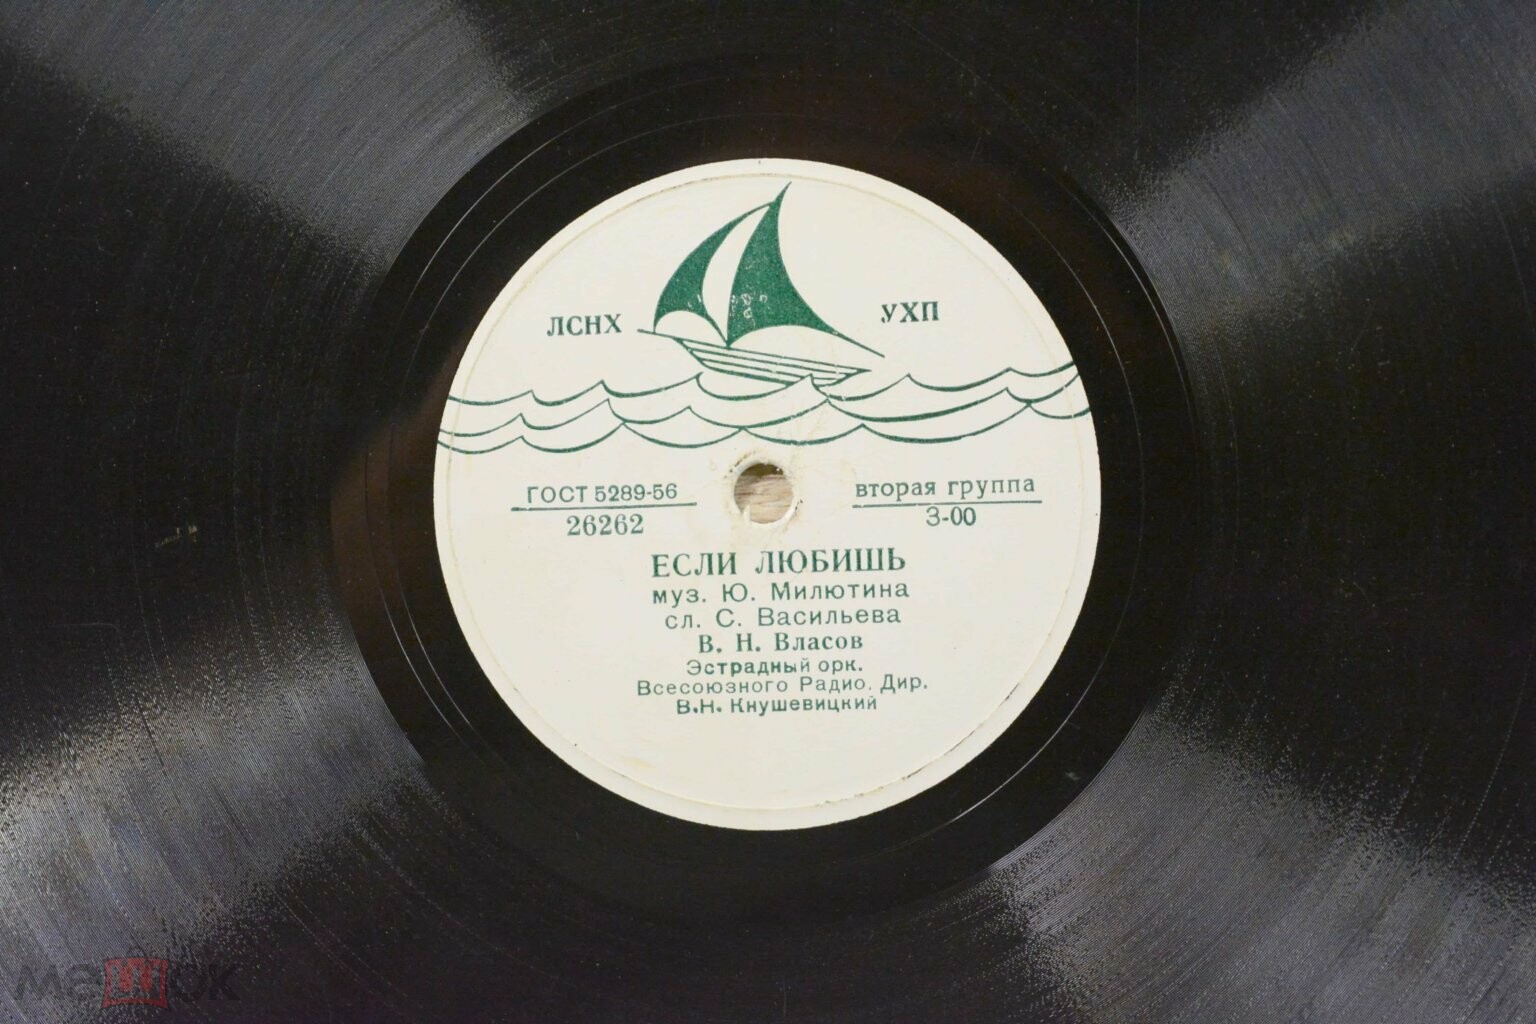 ЛСНХ УХП
ГОСТ 5289-56 вторая группа
26262 3-00
ЕСЛИ ЛЮБИШЬ
муз. Ю. Милютина
сл. С. Васильева
В. Н. Власов
Эстрадный орк.
Всесоюзного Радио. Дир.
В.Н. Кнушевицкий
мешок